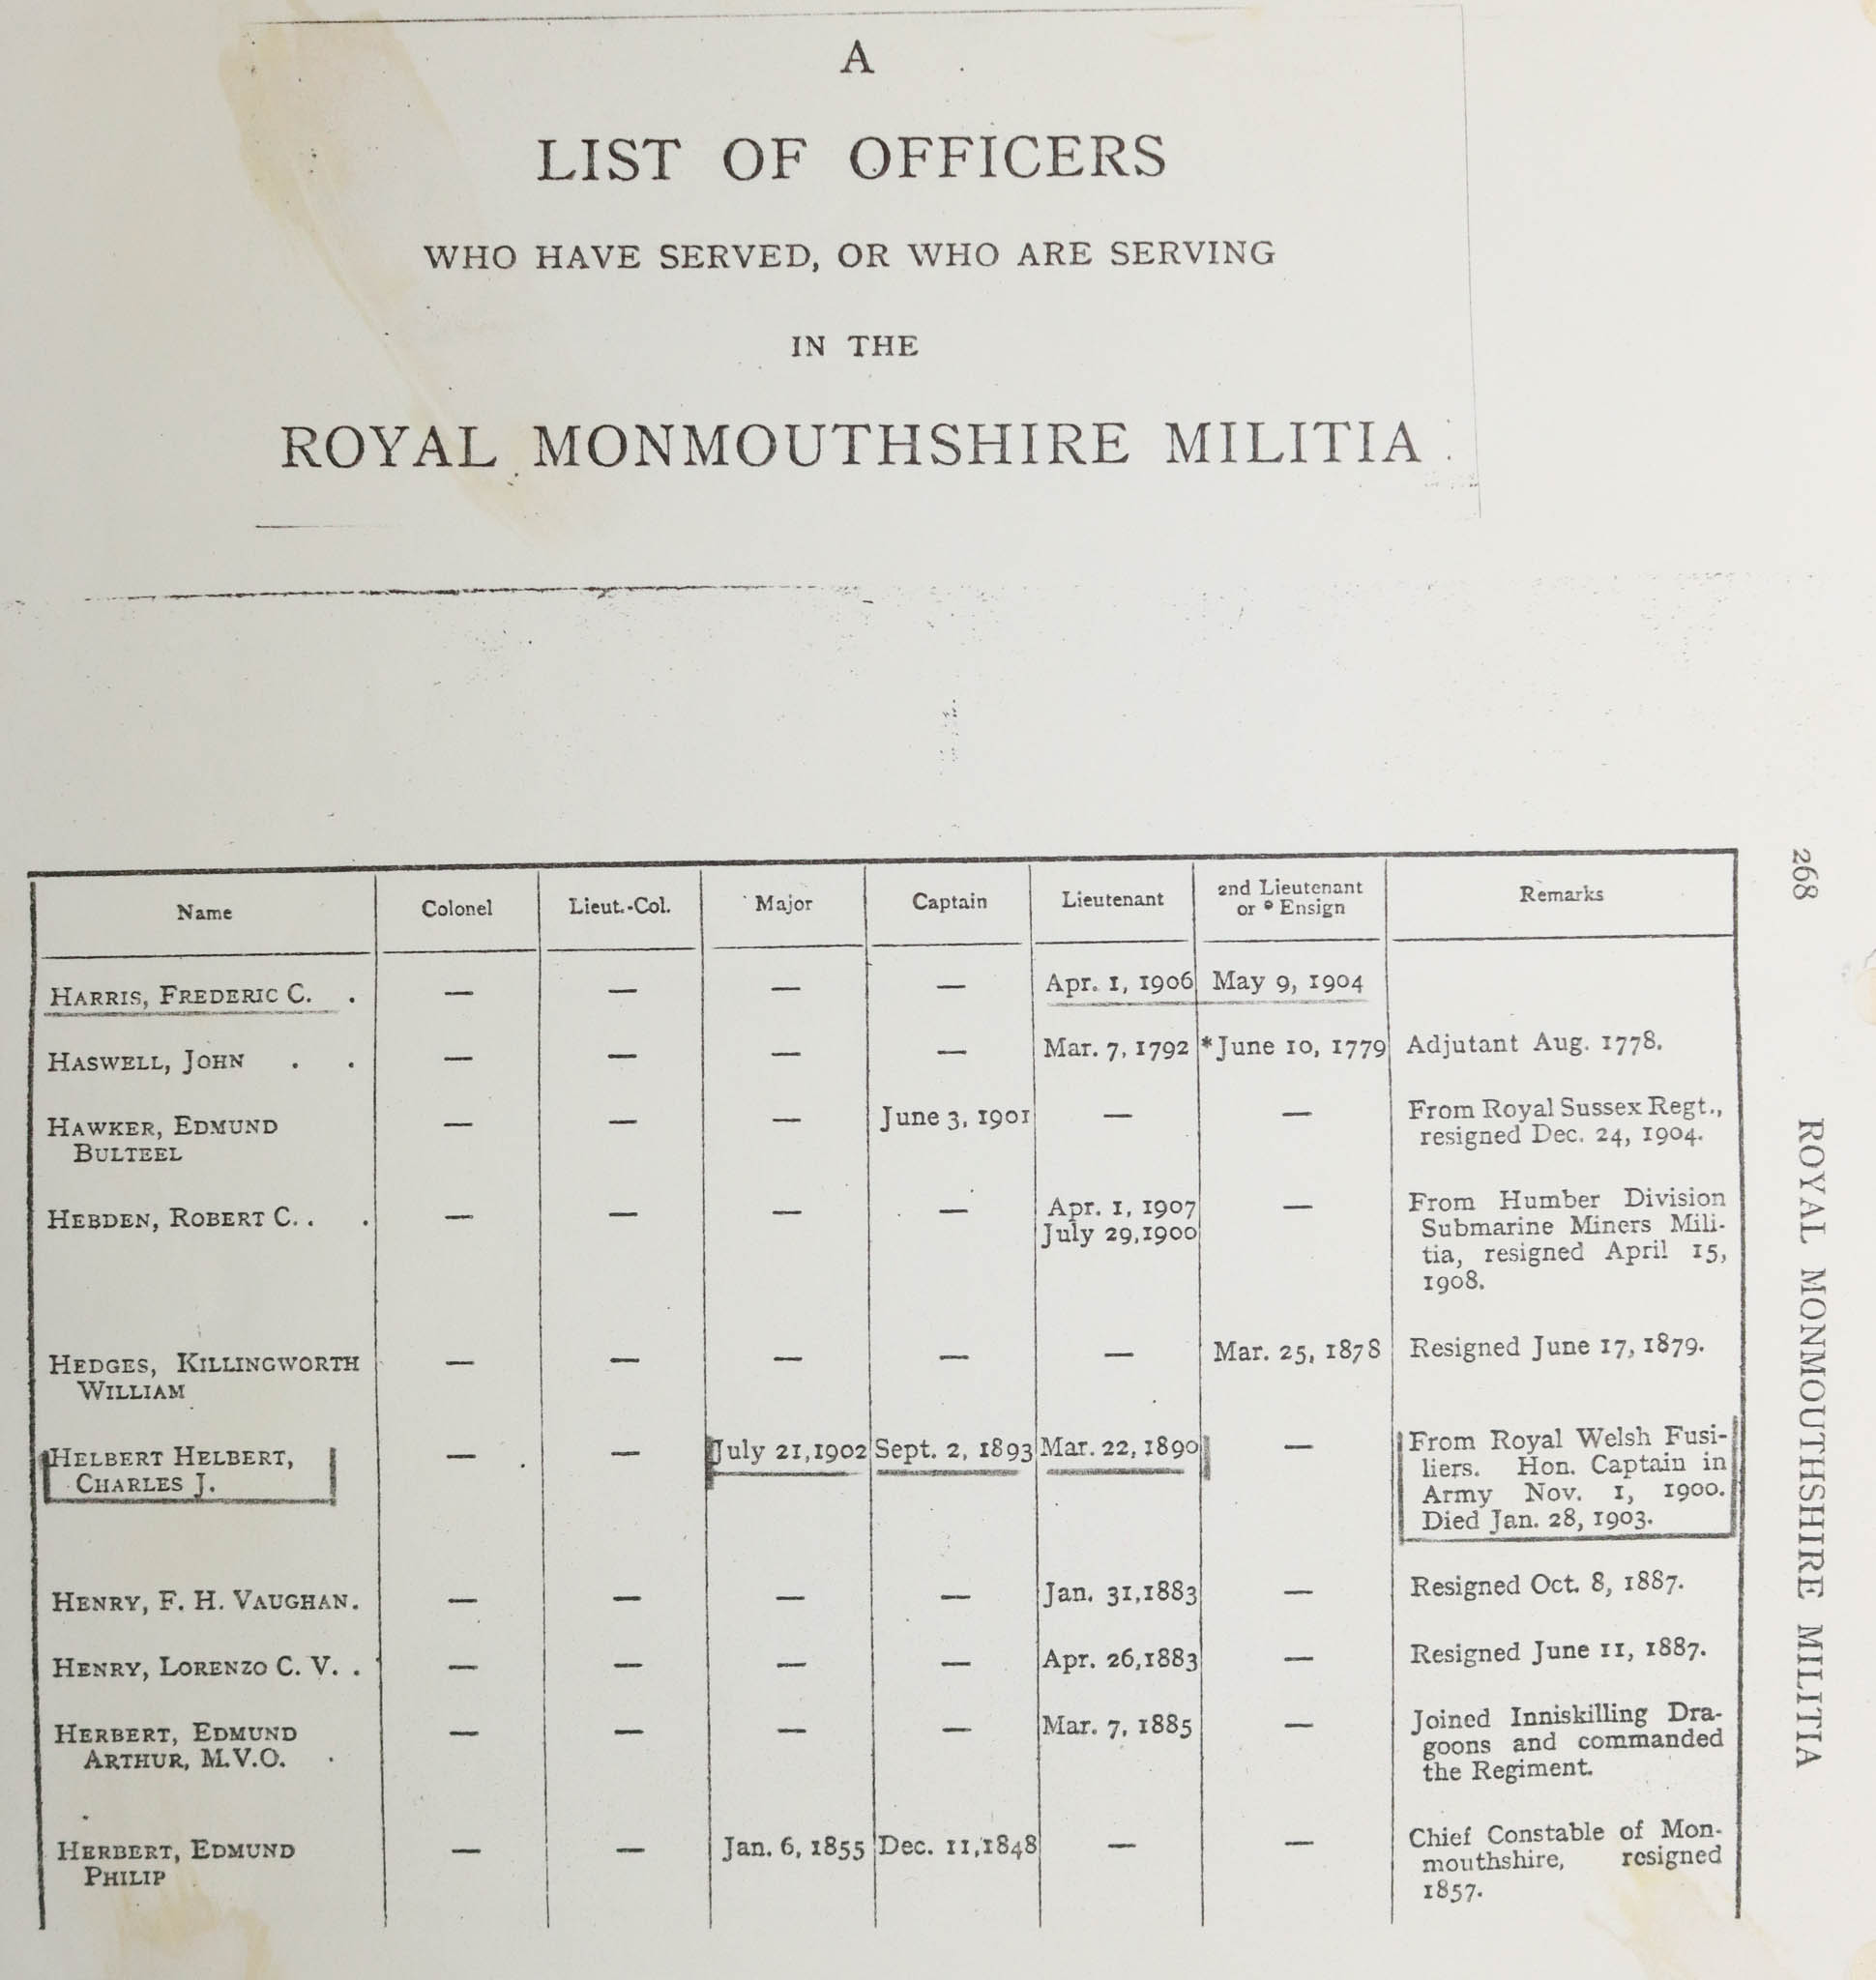 A
LIST OF OFFICERS
WHO HAVE SERVED, OR WHO ARE SERVING
IN THE
ROYAL MONMOUTHSHIRE MILITIA
268 ROYAL MONMOUTHSHIRE MILITIA
Name Colonel Lieut.-Col. Major Captain Lieutenant 2nd Lieutenant or * Ensign Remarks
HARRIS, FREDERIC C. . — — — — Apr. 1, 1906 May 9, 1904
HASWELL, JOHN . . — — — — Mar. 7, 1792 *June 10, 1779 Adjutant Aug. 1778.
HAWKER, EDMUND — — — June 3, 1901 — — From Royal Sussex Regt.,
BULTEEL resigned Dec. 24, 1904.
HEBDEN, ROBERT C. . . — — — — Apr. 1, 1907 — From Humber Division
July 29,1900 Submarine Miners Mili-
tia, resigned April 15,
1908.
HEDGES, KILLINGWORTH — — — — — Mar. 25, 1878 Resigned June 17, 1879.
WILLIAM
HELBERT HELBERT, — — July 21,1902 Sept. 2, 1893 Mar. 22, 1890 — From Royal Welsh Fusi-
CHARLES J. liers. Hon. Captain in
Army Nov. 1, 1900.
Died Jan. 28, 1903.
HENRY, F. H. VAUGHAN. — — — — Jan. 31,1883 — Resigned Oct. 8, 1887.
HENRY, LORENZO C. V. . . — — — — Apr. 26,1883 — Resigned June 11, 1887.
HERBERT, EDMUND — — — — Mar. 7, 1885 — Joined Inniskilling Dra-
ARTHUR, M.V.O. . goons and commanded
the Regiment.
HERBERT, EDMUND — — Jan. 6, 1855 Dec. 11,1848 — — Chief Constable of Mon-
PHILIP mouthshire, resigned
1857.